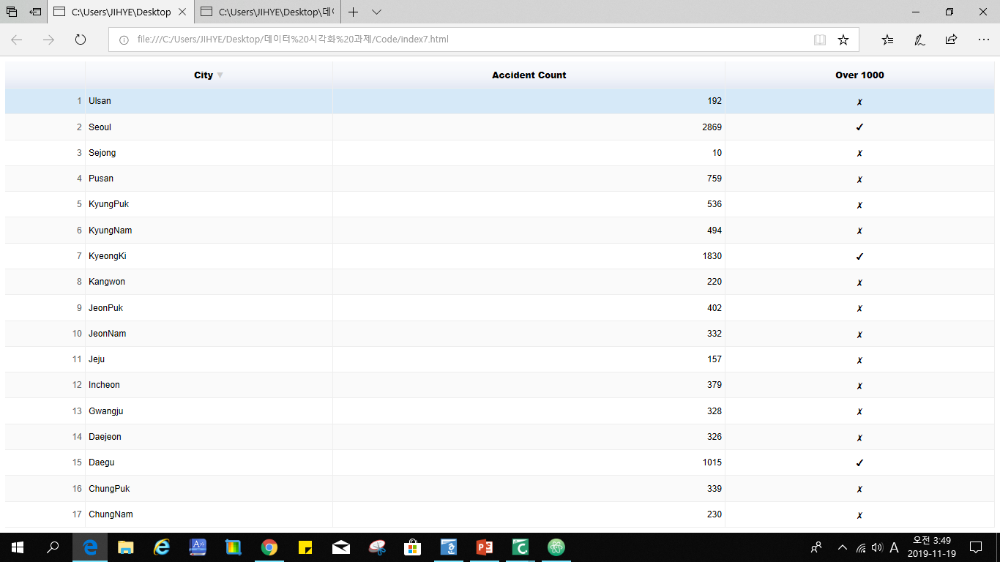 C:\Users\JIHYE\Desktop
C:\Users\JIHYE\Desktop\데이
file:///C:/Users/JIHYE/Desktop/데이터%20시각화%20과제/Code/index7.html
City ▼ Accident Count Over 1000
1 Ulsan 192 ✗
2 Seoul 2869 ✔
3 Sejong 10 ✗
4 Pusan 759 ✗
5 KyungPuk 536 ✗
6 KyungNam 494 ✗
7 KyeongKi 1830 ✔
8 Kangwon 220 ✗
9 JeonPuk 402 ✗
10 JeonNam 332 ✗
11 Jeju 157 ✗
12 Incheon 379 ✗
13 Gwangju 328 ✗
14 Daejeon 326 ✗
15 Daegu 1015 ✔
16 ChungPuk 339 ✗
17 ChungNam 230 ✗
A 오전 3:49
2019-11-19